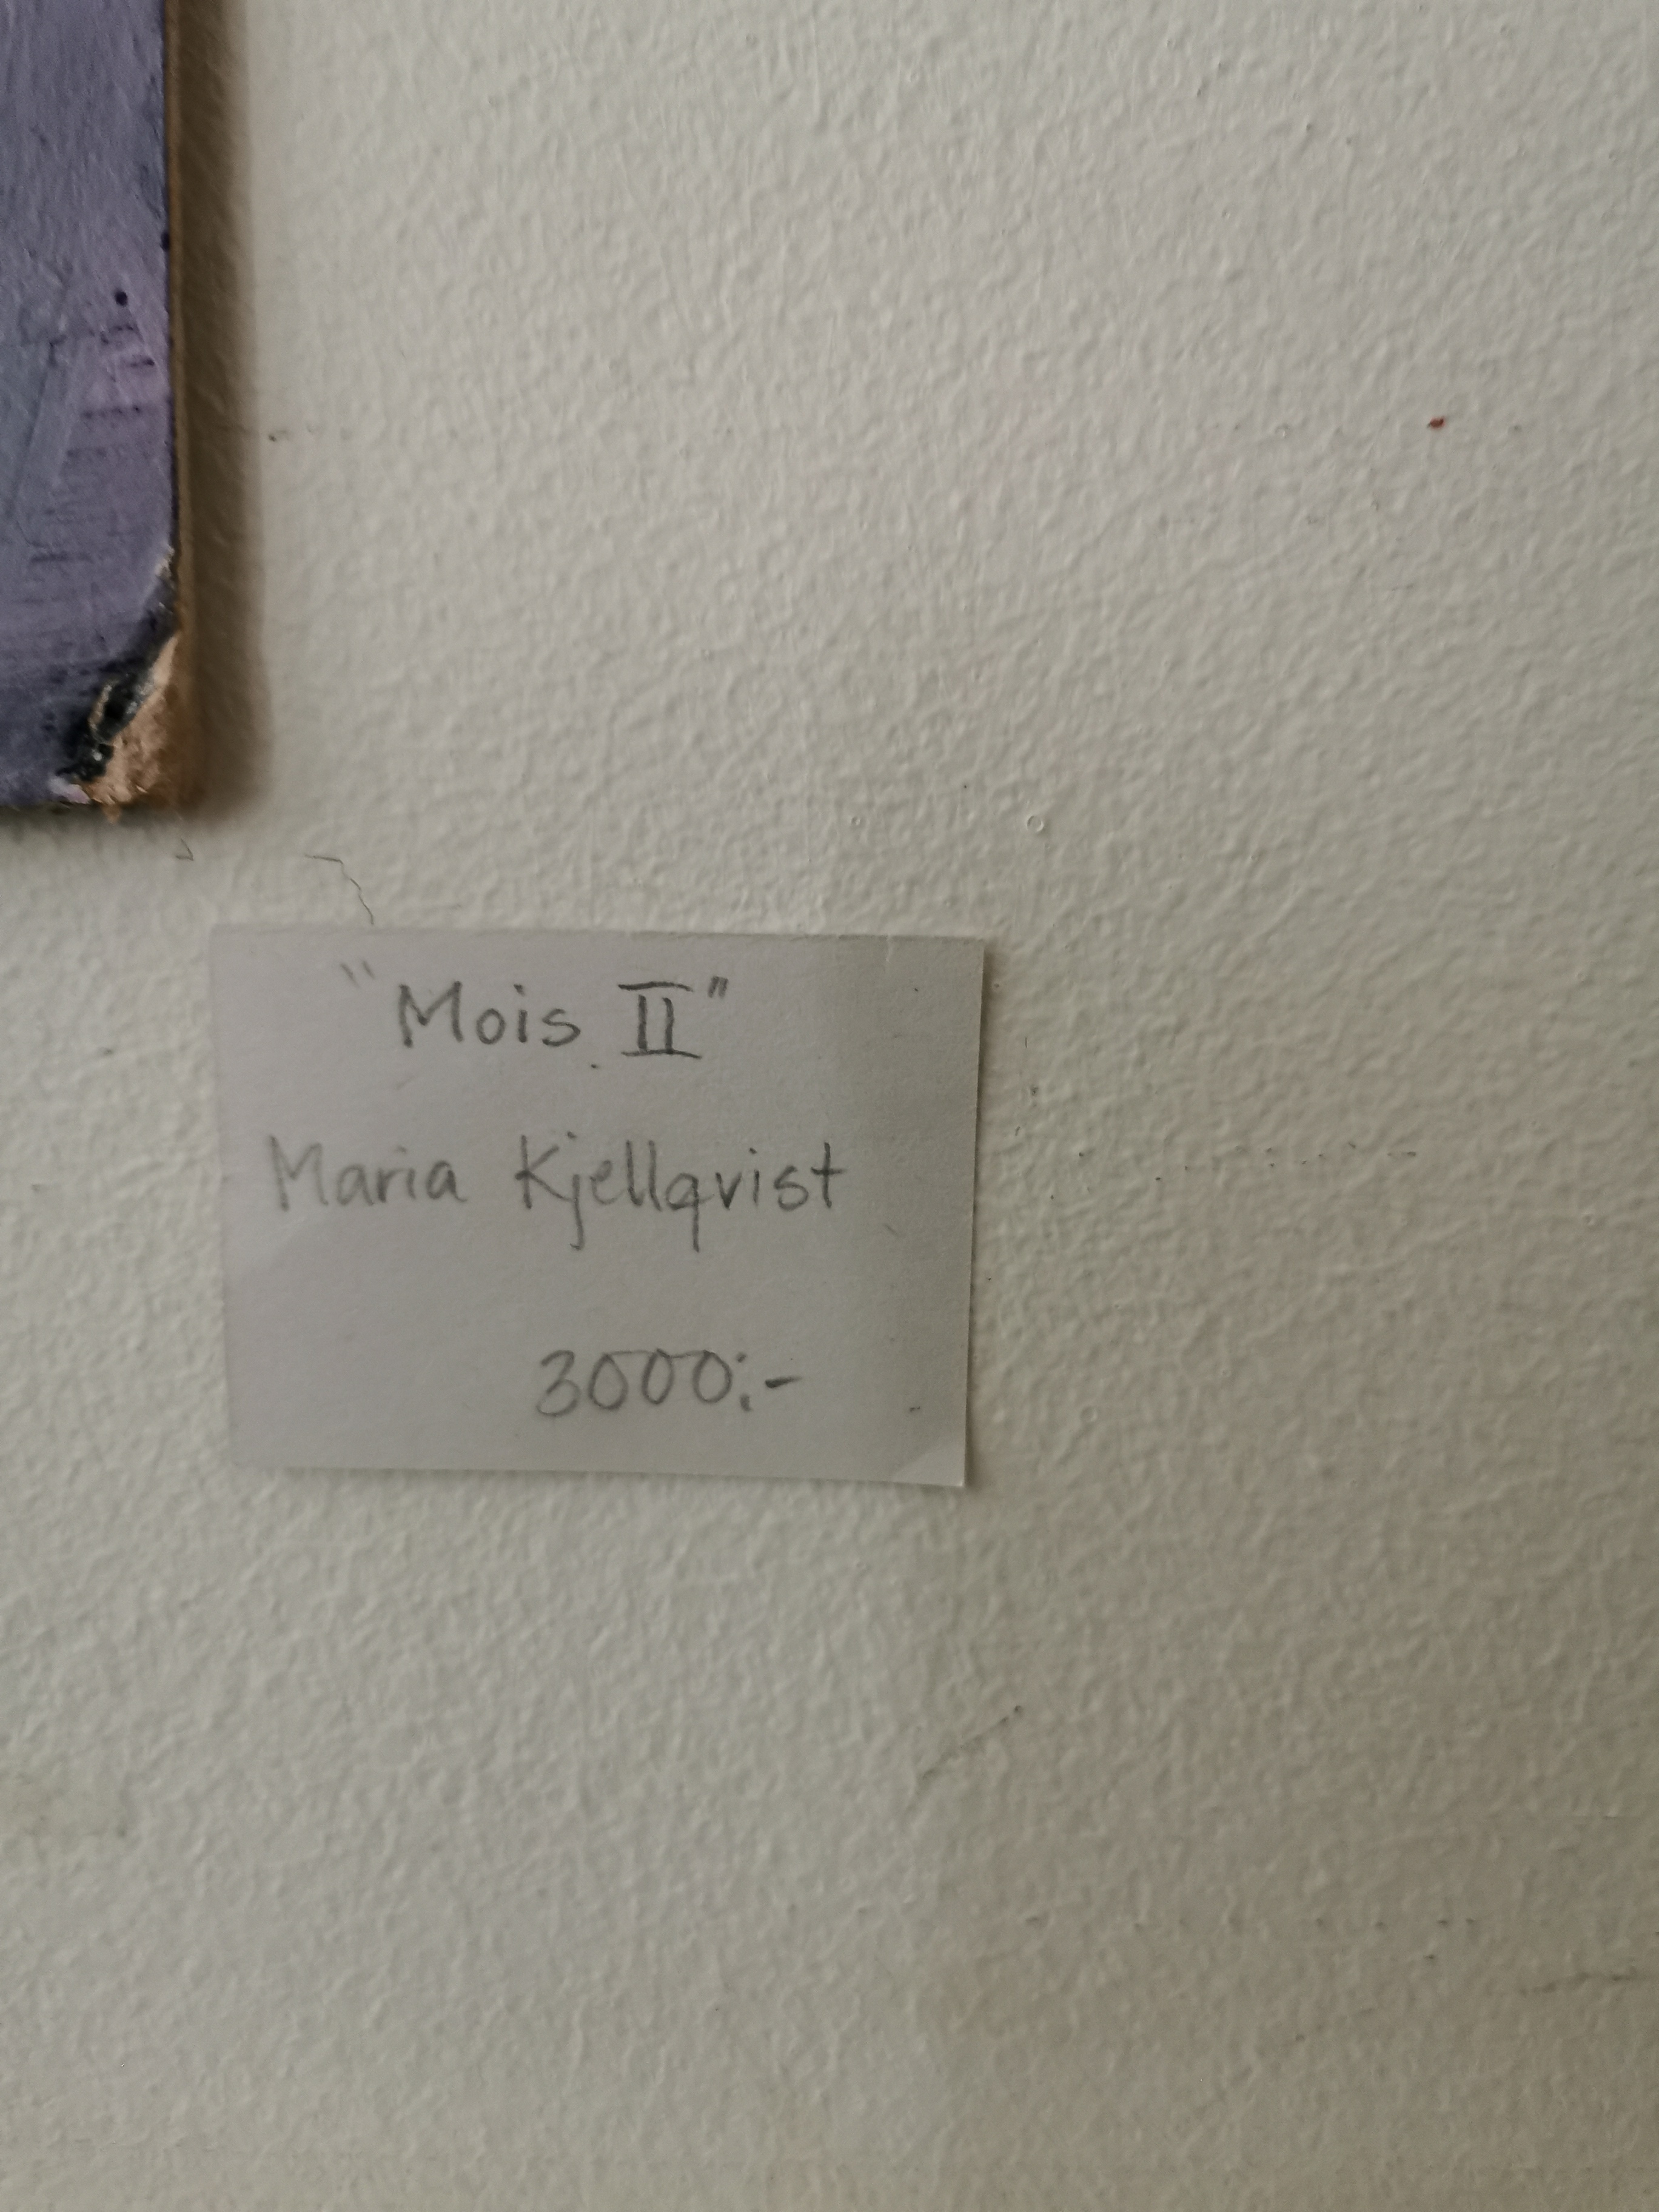 "Mois II"
Maria Kjellqvist
3000:-